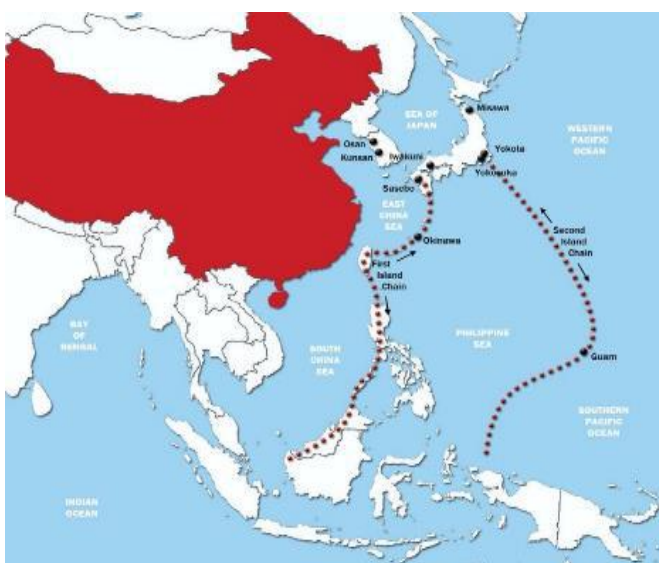 Misawa
SEA OF
JAPAN
WESTERN
PACIFIC
OCEAN
Osan
Kunsan
Iwakuni
Yokota
Yokosuka
Sasebo
EAST
CHINA
SEA
Second
Island
Chain
Okinawa
First
Island
Chain
BAY
OF
BENGAL
PHILIPPINE
SEA
SOUTH
CHINA
SEA
Guam
SOUTHERN
PACIFIC
OCEAN
INDIAN
OCEAN